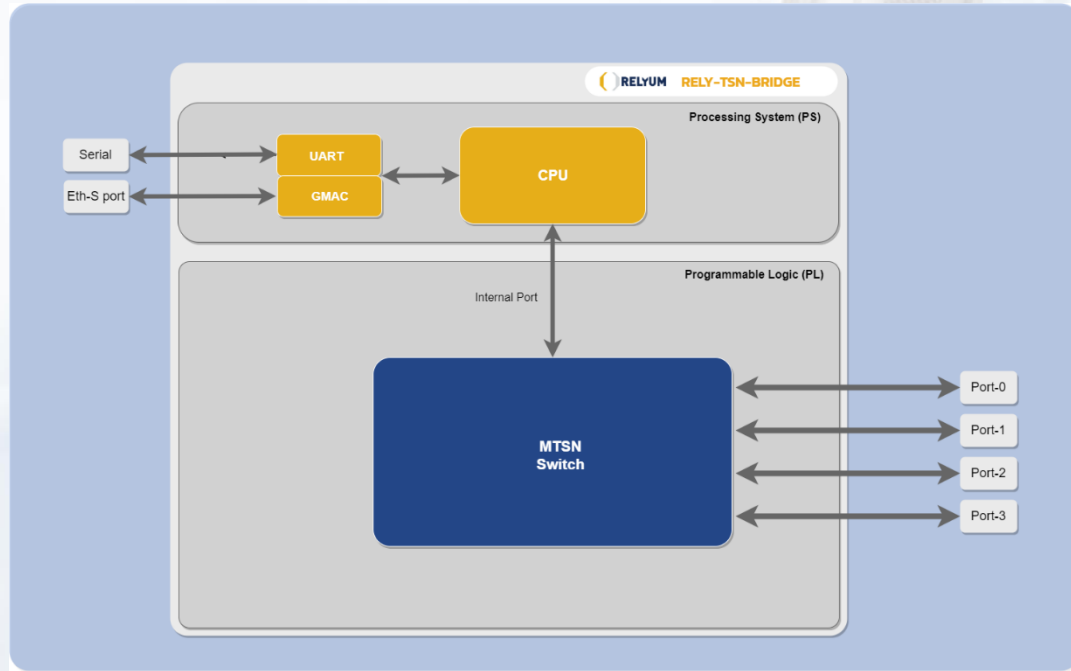 RELYUM RELY-TSN-BRIDGE
Processing System (PS)
Serial
UART
CPU
Eth-S port
GMAC
Programmable Logic (PL)
Internal Port
Port-0
Port-1
MTSN
Switch
Port-2
Port-3